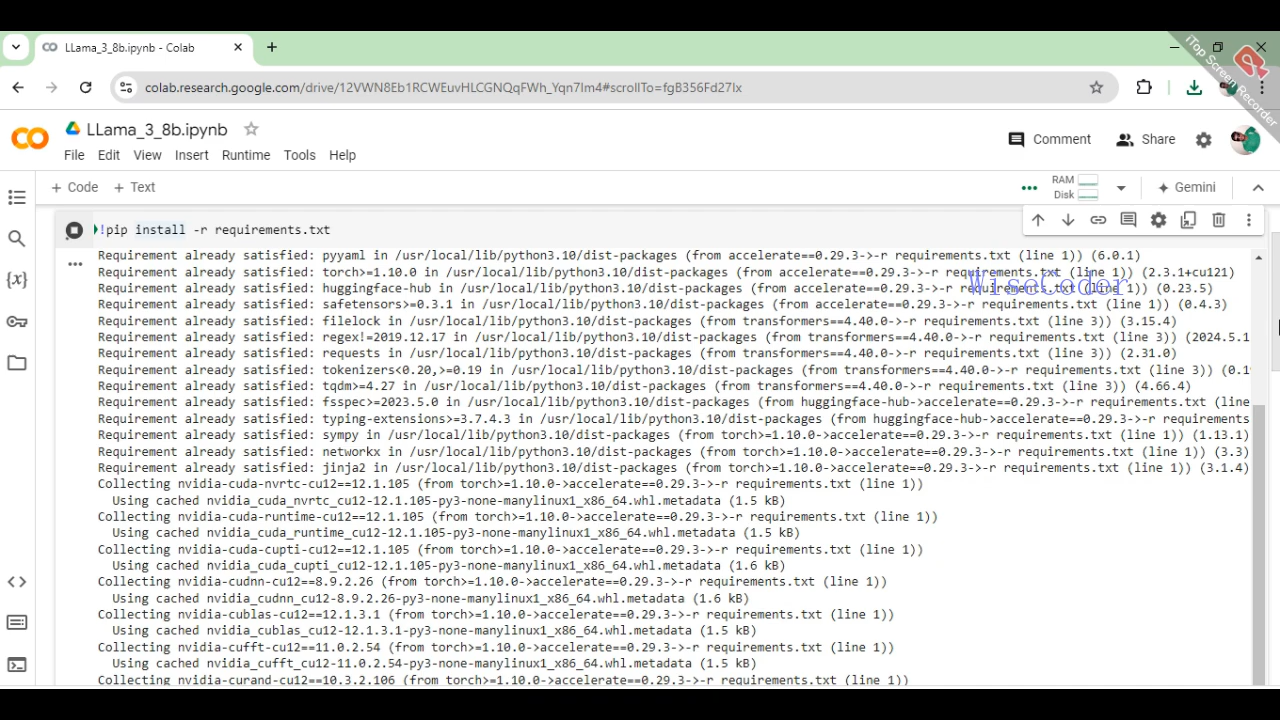 LLama_3_8b.ipynb - Colab
iTop Screen Recorder
colab.research.google.com/drive/12VWN8Eb1RCWEuvHLCGNQqFWh_Yqn7Im4#scrollTo=fgB356Fd27lx
LLama_3_8b.ipynb
Comment
Share
File Edit View Insert Runtime Tools Help
+ Code + Text
RAM
Disk
Gemini
!pip install -r requirements.txt
Requirement already satisfied: pyyaml in /usr/local/lib/python3.10/dist-packages (from accelerate==0.29.3->-r requirements.txt (line 1)) (6.0.1)
Requirement already satisfied: torch>=1.10.0 in /usr/local/lib/python3.10/dist-packages (from accelerate==0.29.3->-r requirements.txt (line 1)) (2.3.1+cu121)
WiseCoder
Requirement already satisfied: huggingface-hub in /usr/local/lib/python3.10/dist-packages (from accelerate==0.29.3->-r requirements.txt (line 1)) (0.23.5)
Requirement already satisfied: safetensors>=0.3.1 in /usr/local/lib/python3.10/dist-packages (from accelerate==0.29.3->-r requirements.txt (line 1)) (0.4.3)
Requirement already satisfied: filelock in /usr/local/lib/python3.10/dist-packages (from transformers==4.40.0->-r requirements.txt (line 3)) (3.15.4)
Requirement already satisfied: regex!=2019.12.17 in /usr/local/lib/python3.10/dist-packages (from transformers==4.40.0->-r requirements.txt (line 3)) (2024.5.1
Requirement already satisfied: requests in /usr/local/lib/python3.10/dist-packages (from transformers==4.40.0->-r requirements.txt (line 3)) (2.31.0)
Requirement already satisfied: tokenizers<0.20,>=0.19 in /usr/local/lib/python3.10/dist-packages (from transformers==4.40.0->-r requirements.txt (line 3)) (0.1
Requirement already satisfied: tqdm>=4.27 in /usr/local/lib/python3.10/dist-packages (from transformers==4.40.0->-r requirements.txt (line 3)) (4.66.4)
Requirement already satisfied: fsspec>=2023.5.0 in /usr/local/lib/python3.10/dist-packages (from huggingface-hub->accelerate==0.29.3->-r requirements.txt (line
Requirement already satisfied: typing-extensions>=3.7.4.3 in /usr/local/lib/python3.10/dist-packages (from huggingface-hub->accelerate==0.29.3->-r requirements
Requirement already satisfied: sympy in /usr/local/lib/python3.10/dist-packages (from torch>=1.10.0->accelerate==0.29.3->-r requirements.txt (line 1)) (1.13.1)
Requirement already satisfied: networkx in /usr/local/lib/python3.10/dist-packages (from torch>=1.10.0->accelerate==0.29.3->-r requirements.txt (line 1)) (3.3)
Requirement already satisfied: jinja2 in /usr/local/lib/python3.10/dist-packages (from torch>=1.10.0->accelerate==0.29.3->-r requirements.txt (line 1)) (3.1.4)
Collecting nvidia-cuda-nvrtc-cu12==12.1.105 (from torch>=1.10.0->accelerate==0.29.3->-r requirements.txt (line 1))
Using cached nvidia_cuda_nvrtc_cu12-12.1.105-py3-none-manylinux1_x86_64.whl.metadata (1.5 kB)
Collecting nvidia-cuda-runtime-cu12==12.1.105 (from torch>=1.10.0->accelerate==0.29.3->-r requirements.txt (line 1))
Using cached nvidia_cuda_runtime_cu12-12.1.105-py3-none-manylinux1_x86_64.whl.metadata (1.5 kB)
Collecting nvidia-cuda-cupti-cu12==12.1.105 (from torch>=1.10.0->accelerate==0.29.3->-r requirements.txt (line 1))
Using cached nvidia_cuda_cupti_cu12-12.1.105-py3-none-manylinux1_x86_64.whl.metadata (1.6 kB)
Collecting nvidia-cudnn-cu12==8.9.2.26 (from torch>=1.10.0->accelerate==0.29.3->-r requirements.txt (line 1))
Using cached nvidia_cudnn_cu12-8.9.2.26-py3-none-manylinux1_x86_64.whl.metadata (1.6 kB)
Collecting nvidia-cublas-cu12==12.1.3.1 (from torch>=1.10.0->accelerate==0.29.3->-r requirements.txt (line 1))
Using cached nvidia_cublas_cu12-12.1.3.1-py3-none-manylinux1_x86_64.whl.metadata (1.5 kB)
Collecting nvidia-cufft-cu12==11.0.2.54 (from torch>=1.10.0->accelerate==0.29.3->-r requirements.txt (line 1))
Using cached nvidia_cufft_cu12-11.0.2.54-py3-none-manylinux1_x86_64.whl.metadata (1.5 kB)
Collecting nvidia-curand-cu12==10.3.2.106 (from torch>=1.10.0->accelerate==0.29.3->-r requirements.txt (line 1))